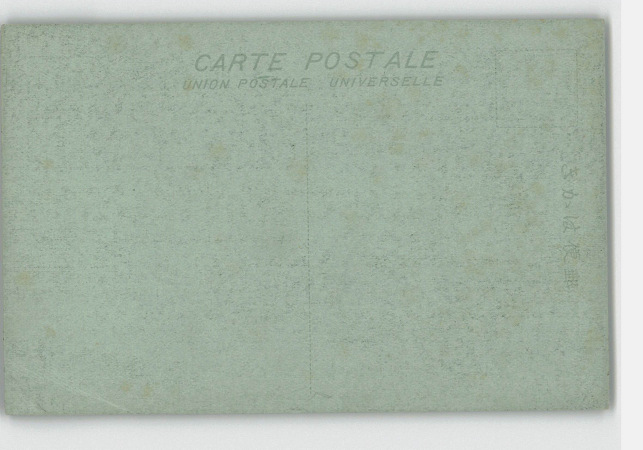 CARTE POSTALE
UNION POSTALE UNIVERSELLE
郵便はかき